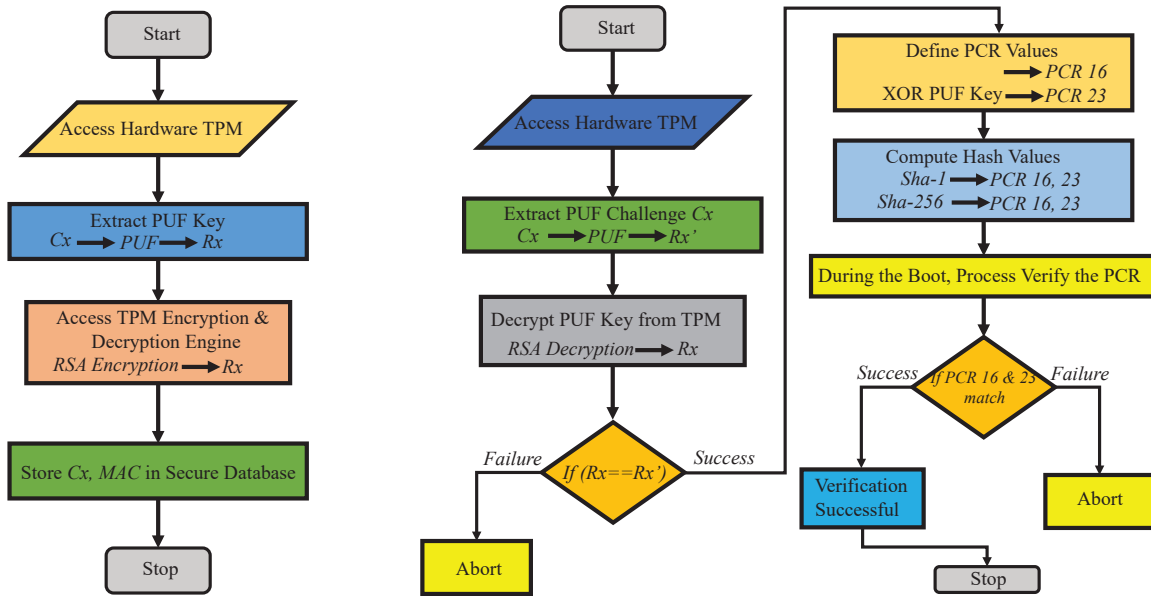 Start
Access Hardware TPM
Extract PUF Key
Cx PUF Rx
Access TPM Encryption &
Decryption Engine
RSA Encryption Rx
Store Cx, MAC in Secure Database
Stop
Start
Access Hardware TPM
Extract PUF Challenge Cx
Cx PUF Rx’
Decrypt PUF Key from TPM
RSA Decryption Rx
Failure
If (Rx==Rx’)
Success
Abort
Define PCR Values
PCR 16
XOR PUF Key PCR 23
Compute Hash Values
Sha-1 PCR 16, 23
Sha-256 PCR 16, 23
During the Boot, Process Verify the PCR
Success
If PCR 16 & 23
match
Failure
Verification
Successful
Abort
Stop